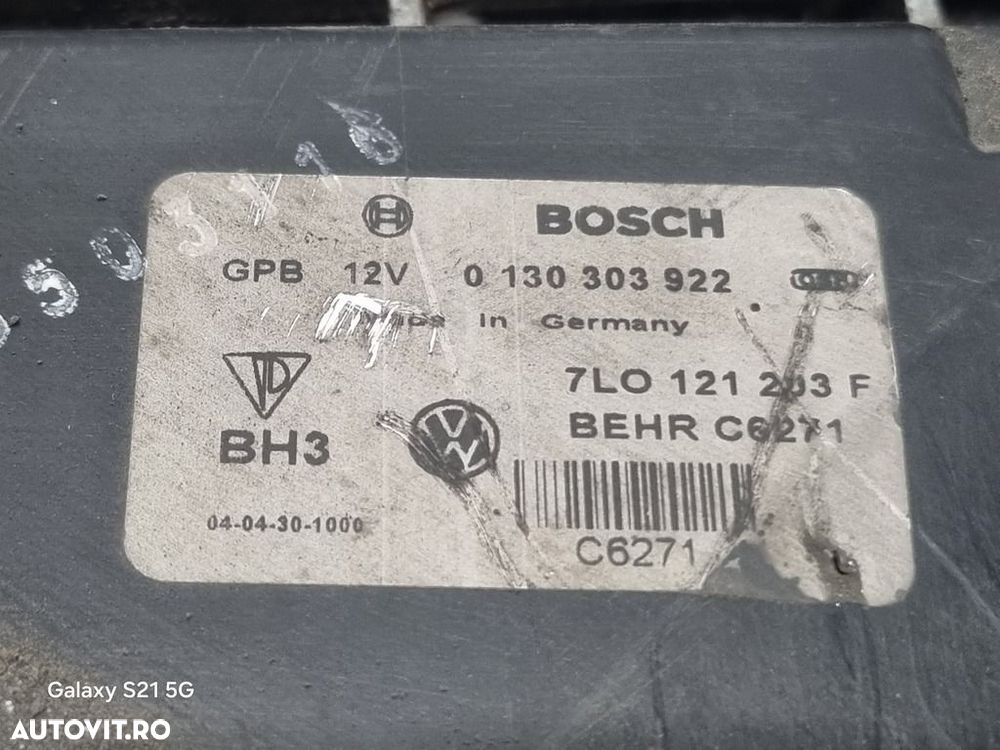 BOSCH
GPB 12V 0 130 303 922
in Germany
7LO 121 203 F
BEHR C6271
BH3
04-04-30-1000
C6271
Galaxy S21 5G
AUTOVIT.RO